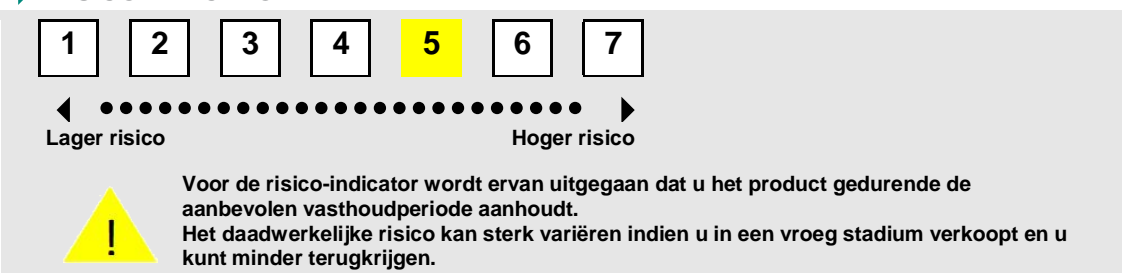 1 2 3 4 5 6 7
Lager risico Hoger risico
Voor de risico-indicator wordt ervan uitgegaan dat u het product gedurende de
aanbevolen vasthoudperiode aanhoudt.
!
Het daadwerkelijke risico kan sterk variëren indien u in een vroeg stadium verkoopt en u
kunt minder terugkrijgen.